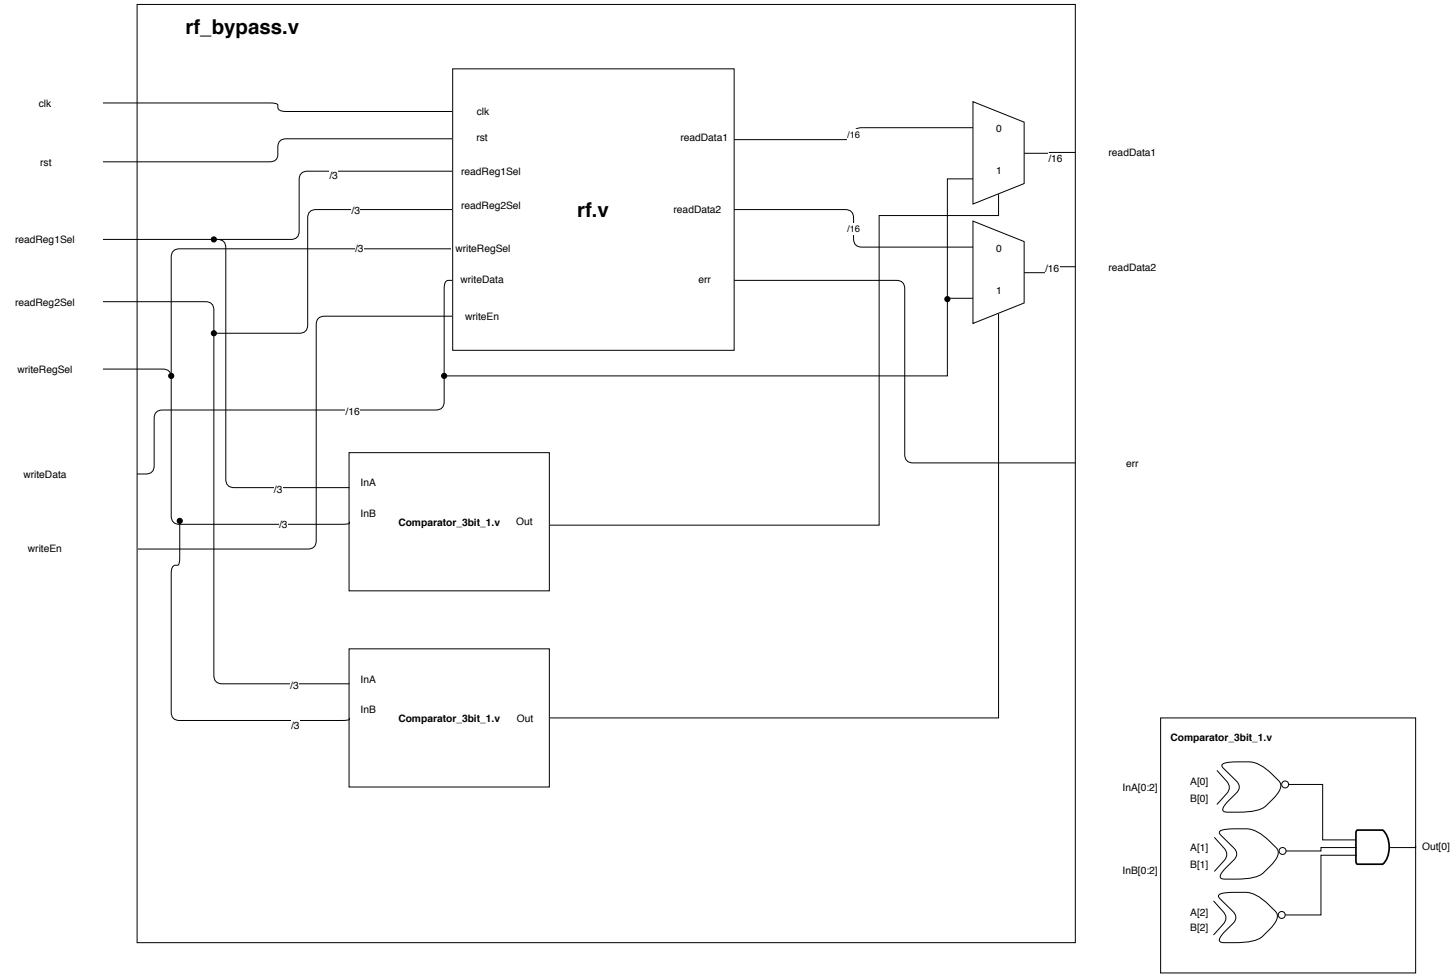 rf_bypass.v
clk
rst
readReg1Sel
readReg2Sel
writeRegSel
writeData
writeEn
clk
rst
readReg1Sel
readReg2Sel
writeRegSel
writeData
writeEn
rf.v
readData1
readData2
err
/3
/3
/3
/16
/16
/16
0
1
/16
0
1
/16
readData1
readData2
err
/3
/3
InA
InB
Comparator_3bit_1.v
Out
/3
/3
InA
InB
Comparator_3bit_1.v
Out
Comparator_3bit_1.v
InA[0:2]
InB[0:2]
A[0]
B[0]
A[1]
B[1]
A[2]
B[2]
Out[0]